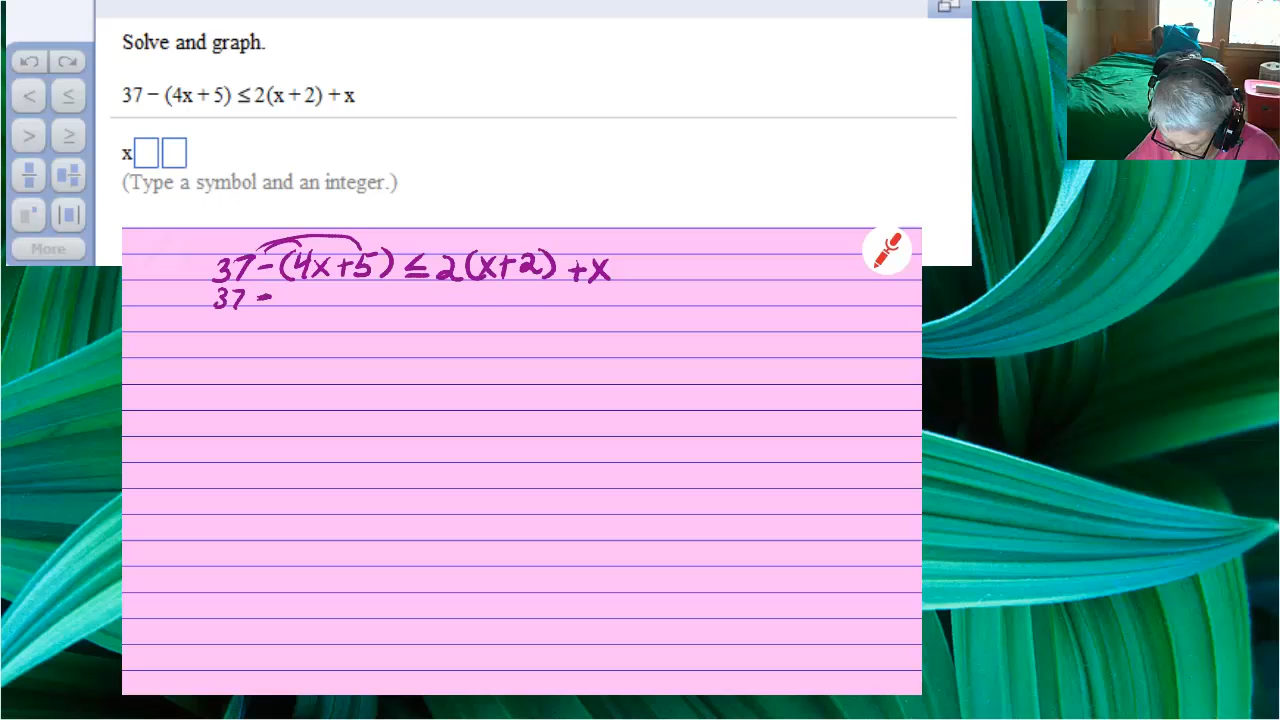 Solve and graph.
37 − (4x + 5) ≤ 2(x + 2) + x
< ≤
> ≥
x
(Type a symbol and an integer.)
More
37 - (4x + 5) ≤ 2(x + 2) + x
37 -